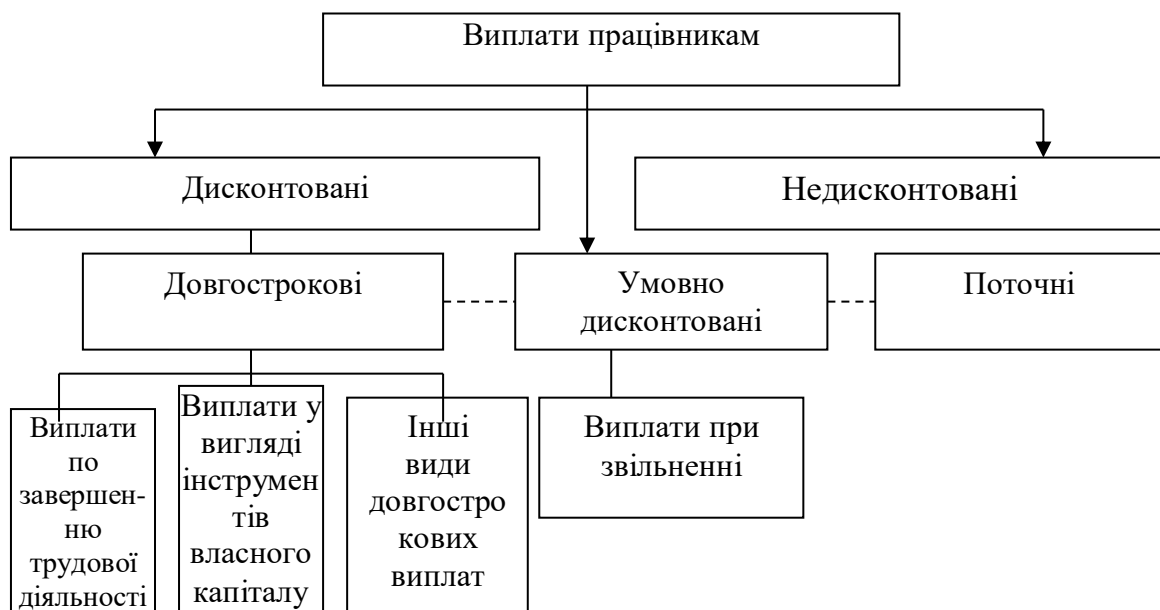 Виплати працівникам
Дисконтовані
Недисконтовані
Довгострокові
Умовно
дисконтовані
Поточні
Виплати
по
завершен-
ню
трудової
діяльності
Виплати у
вигляді
інструмен
тів
власного
капіталу
Інші
види
довгостро
кових
виплат
Виплати при
звільненні